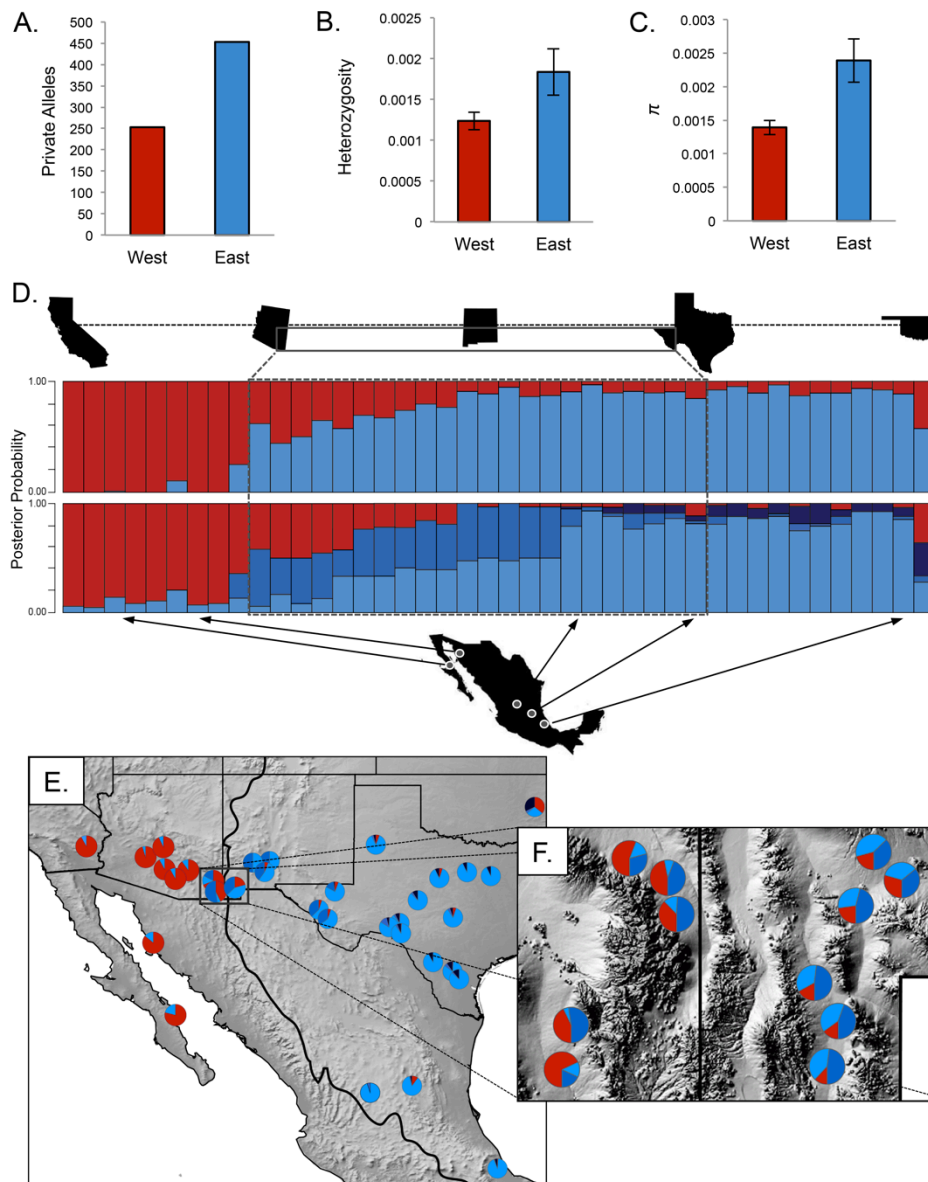 A.
Private Alleles
500
450
400
350
300
250
200
150
100
50
0
West East
B.
Heterozygosity
0.0025
0.002
0.0015
0.001
0.0005
0
West East
C.
π
0.003
0.0025
0.002
0.0015
0.001
0.0005
0
West East
D.
Posterior Probability
1.00
0.00
1.00
0.00
E.
F.